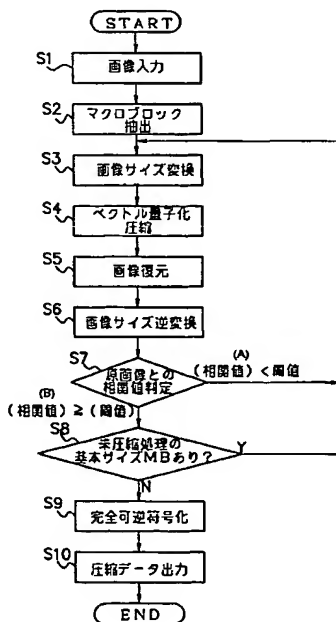 START
S1
画像入力
S2
マクロブロック
抽出
S3
画像サイズ変換
S4
ベクトル量子化
圧縮
S5
画像復元
S6
画像サイズ逆変換
S7
原画像との
相関値判定
(A)
(相関値)<閾値
(B)
(相関値)≧(閾値)
S8
未圧縮処理の
基本サイズMBあり?
Y
N
S9
完全可逆符号化
S10
圧縮データ出力
END